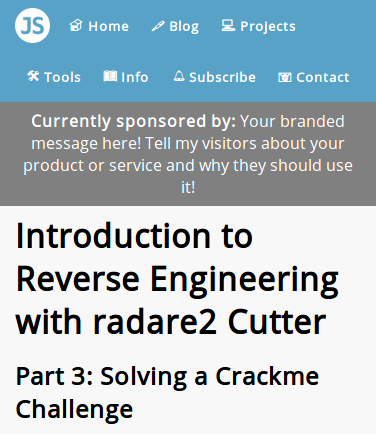 JS Home Blog Projects
Tools Info Subscribe Contact
Currently sponsored by: Your branded
message here! Tell my visitors about your
product or service and why they should use
it!
Introduction to
Reverse Engineering
with radare2 Cutter
Part 3: Solving a Crackme
Challenge